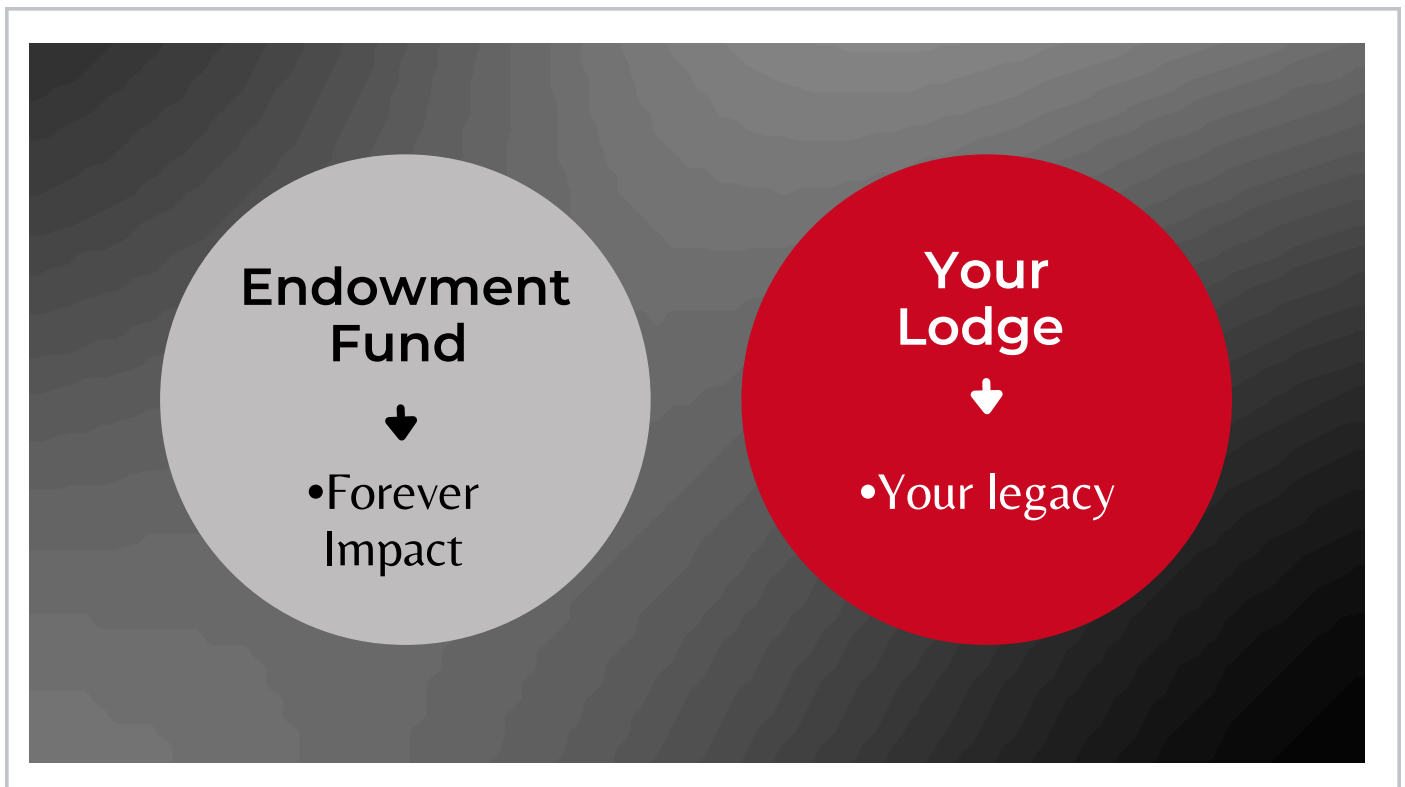 Endowment
Fund
•Forever
Impact
Your
Lodge
•Your legacy